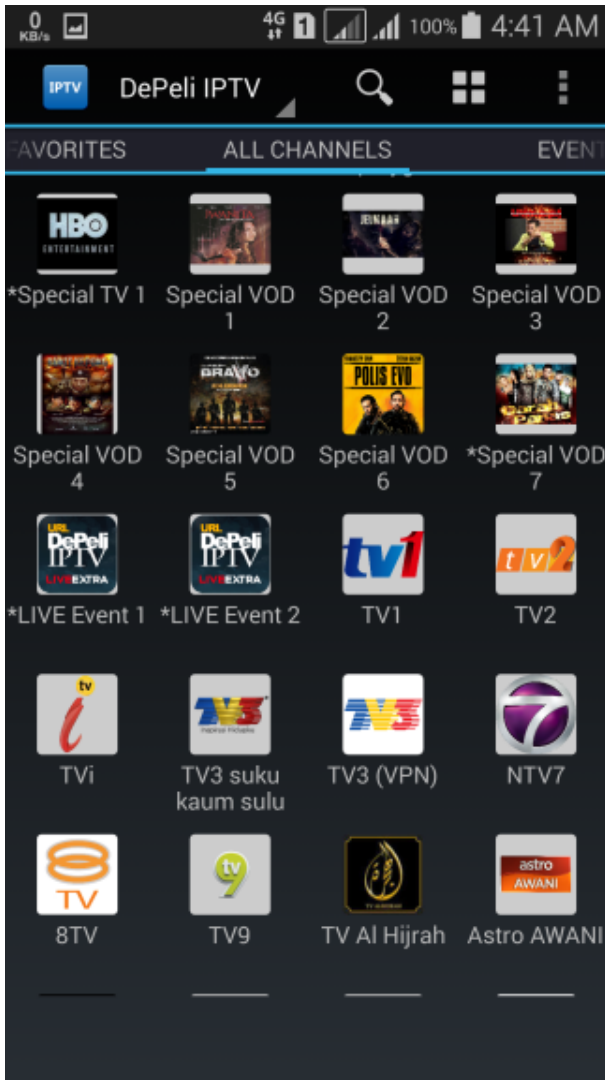 0
KB/s
4G
1
100%
4:41 AM
IPTV
DePeli IPTV
AVORITES
ALL CHANNELS
EVEN
HBO
ENTERTAINMENT
*Special TV 1
Special VOD
1
Special VOD
2
Special VOD
3
BRAVO
POLIS EVO
Special VOD
4
Special VOD
5
Special VOD
6
*Special VOD
7
URL
DePeli
IPTV
LIVE EXTRA
URL
DePeli
IPTV
LIVE EXTRA
tv1
tv2
*LIVE Event 1
*LIVE Event 2
TV1
TV2
tv
i
TV3
TV3
7
TVi
TV3 suku
kaum sulu
TV3 (VPN)
NTV7
TV
tv
9
astro
AWANI
8TV
TV9
TV Al Hijrah
Astro AWANI